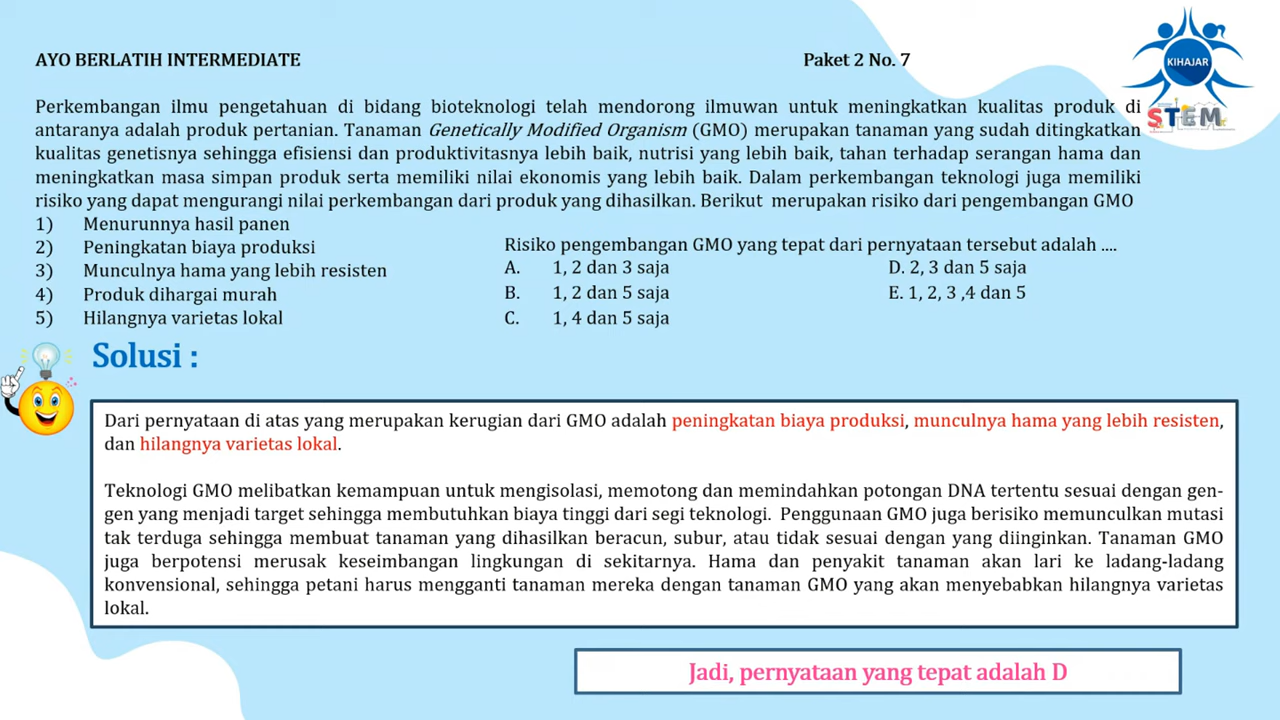 AYO BERLATIH INTERMEDIATE
Paket 2 No. 7
KIHAJAR
STEM
Perkembangan ilmu pengetahuan di bidang bioteknologi telah mendorong ilmuwan untuk meningkatkan kualitas produk di
antaranya adalah produk pertanian. Tanaman Genetically Modified Organism (GMO) merupakan tanaman yang sudah ditingkatkan
kualitas genetisnya sehingga efisiensi dan produktivitasnya lebih baik, nutrisi yang lebih baik, tahan terhadap serangan hama dan
meningkatkan masa simpan produk serta memiliki nilai ekonomis yang lebih baik. Dalam perkembangan teknologi juga memiliki
risiko yang dapat mengurangi nilai perkembangan dari produk yang dihasilkan. Berikut merupakan risiko dari pengembangan GMO
1) Menurunnya hasil panen
2) Peningkatan biaya produksi
3) Munculnya hama yang lebih resisten
4) Produk dihargai murah
5) Hilangnya varietas lokal
Risiko pengembangan GMO yang tepat dari pernyataan tersebut adalah ....
A. 1, 2 dan 3 saja
B. 1, 2 dan 5 saja
C. 1, 4 dan 5 saja
D. 2, 3 dan 5 saja
E. 1, 2, 3 ,4 dan 5
Solusi :
Dari pernyataan di atas yang merupakan kerugian dari GMO adalah peningkatan biaya produksi, munculnya hama yang lebih resisten,
dan hilangnya varietas lokal.
Teknologi GMO melibatkan kemampuan untuk mengisolasi, memotong dan memindahkan potongan DNA tertentu sesuai dengan gen-
gen yang menjadi target sehingga membutuhkan biaya tinggi dari segi teknologi. Penggunaan GMO juga berisiko memunculkan mutasi
tak terduga sehingga membuat tanaman yang dihasilkan beracun, subur, atau tidak sesuai dengan yang diinginkan. Tanaman GMO
juga berpotensi merusak keseimbangan lingkungan di sekitarnya. Hama dan penyakit tanaman akan lari ke ladang-ladang
konvensional, sehingga petani harus mengganti tanaman mereka dengan tanaman GMO yang akan menyebabkan hilangnya varietas
lokal.
Jadi, pernyataan yang tepat adalah D